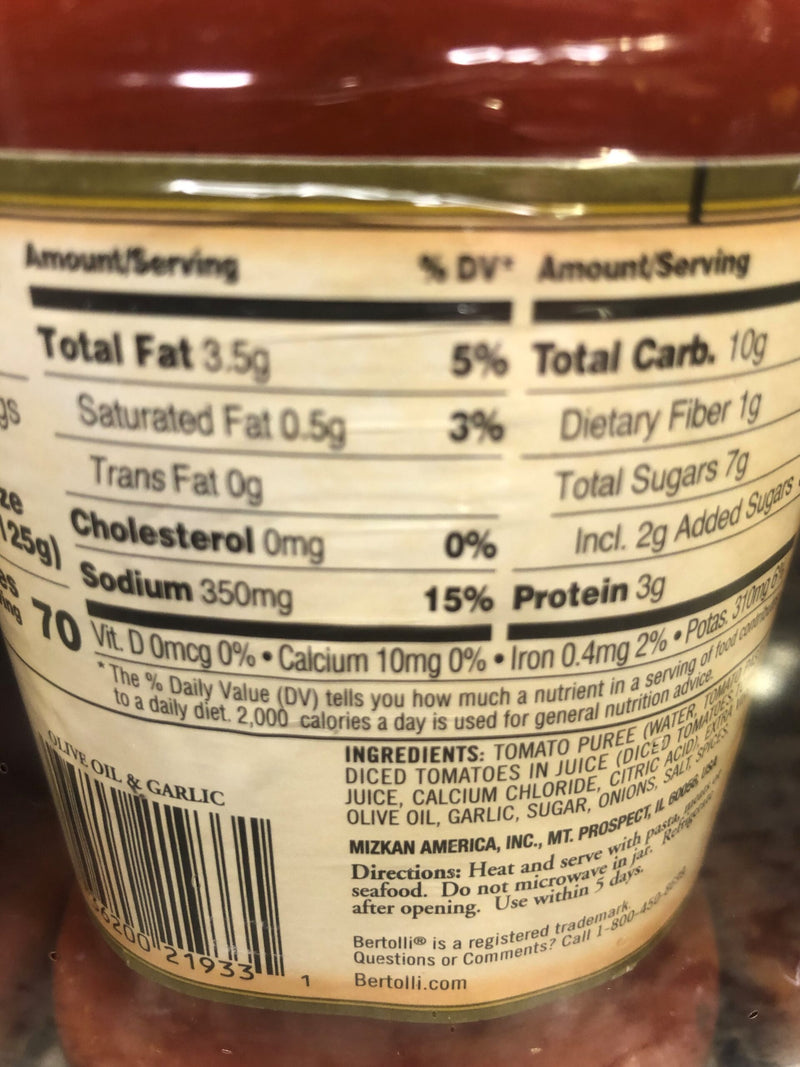 Amount/Serving % DV* Amount/Serving
Total Fat 3.5g 5% Total Carb. 10g
Saturated Fat 0.5g 3% Dietary Fiber 1g
Trans Fat 0g Total Sugars 7g
125g)
Cholesterol 0mg 0% Incl. 2g Added Sugars
Sodium 350mg 15% Protein 3g
70
Vit. D 0mcg 0% • Calcium 10mg 0% • Iron 0.4mg 2% • Potas. 310mg 6%
* The % Daily Value (DV) tells you how much a nutrient in a serving of food
to a daily diet. 2,000 calories a day is used for general nutrition advice.
OLIVE OIL & GARLIC
INGREDIENTS: TOMATO PUREE (WATER, TOMATO
DICED TOMATOES IN JUICE (DICED TOMATOES
JUICE, CALCIUM CHLORIDE, CITRIC ACID), EXTRA
OLIVE OIL, GARLIC, SUGAR, ONIONS, SALT, SPICES.
MIZKAN AMERICA, INC., MT. PROSPECT, IL 60056, USA
Directions: Heat and serve with pasta,
seafood. Do not microwave in jar. Refrigerate
after opening. Use within 5 days.
Bertolli® is a registered trademark.
Questions or Comments? Call 1-800-450-8699
Bertolli.com
36200 21933 1